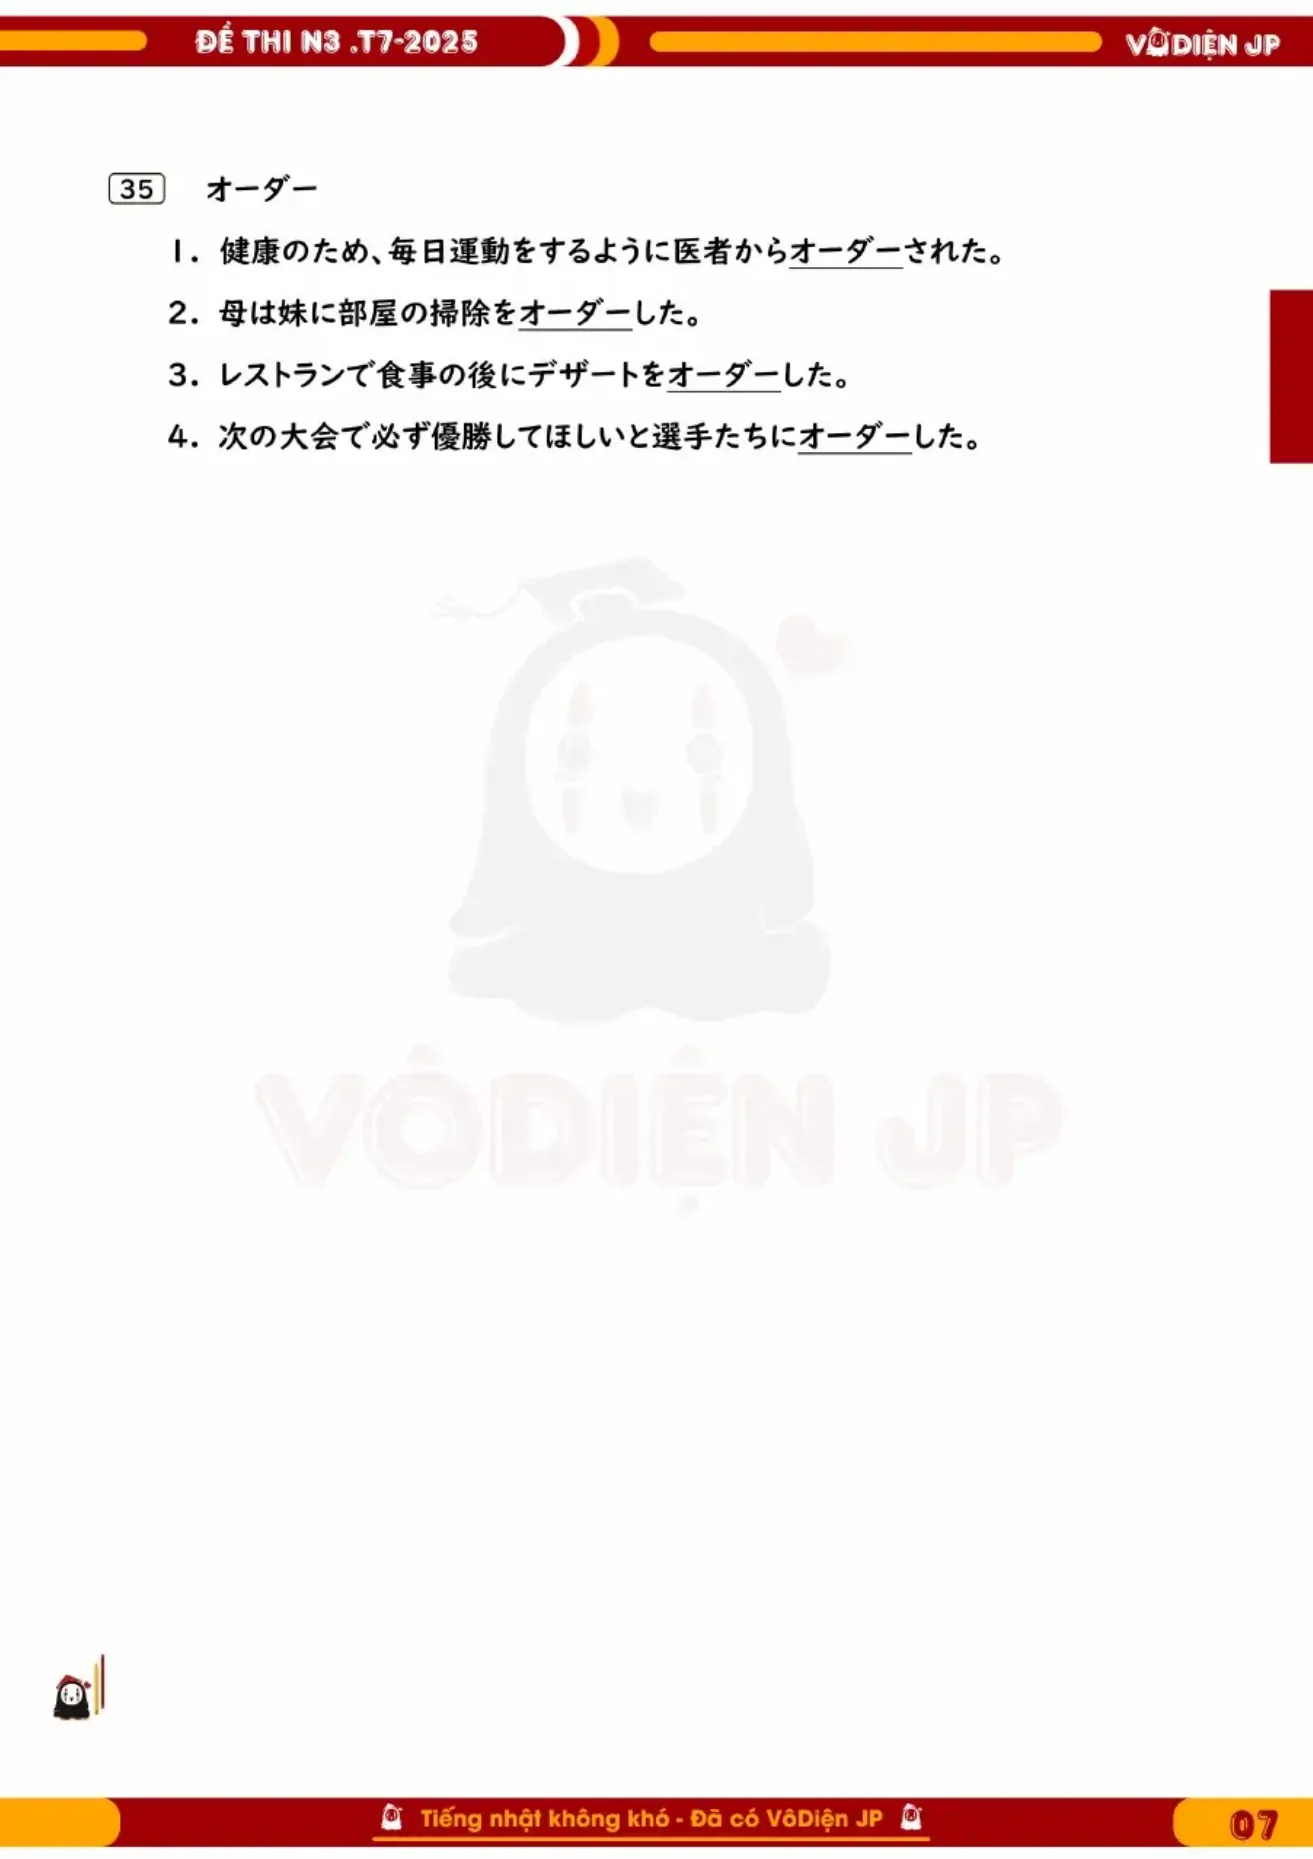 ĐỀ THI N3 .T7-2025
VÔDIỆN JP
35 オーダー
1. 健康のため、毎日運動をするように医者からオーダーされた。
2. 母は妹に部屋の掃除をオーダーした。
3. レストランで食事の後にデザートをオーダーした。
4. 次の大会で必ず優勝してほしいと選手たちにオーダーした。
VÔDIỆN JP
Tiếng nhật không khó - Đã có VôDiện JP
07